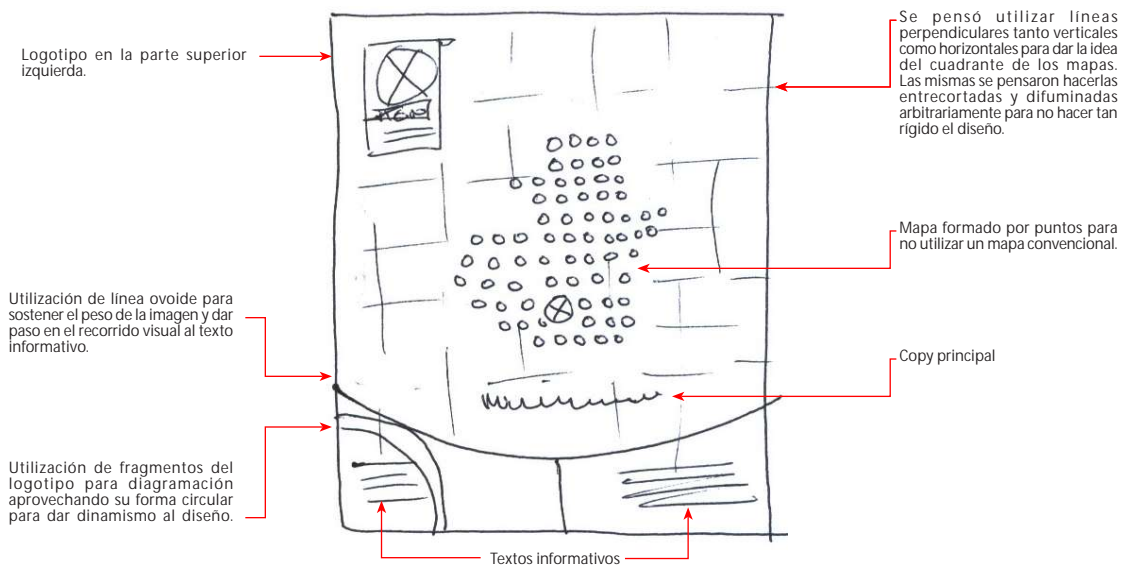 Logotipo en la parte superior
izquierda.
Utilización de línea ovoide para
sostener el peso de la imagen y dar
paso en el recorrido visual al texto
informativo.
Utilización de fragmentos del
logotipo para diagramación
aprovechando su forma circular
para dar dinamismo al diseño.
Se pensó utilizar líneas
perpendiculares tanto verticales
como horizontales para dar la idea
del cuadrante de los mapas.
Las mismas se pensaron hacerlas
entrecortadas y difuminadas
arbitrariamente para no hacer tan
rígido el diseño.
Mapa formado por puntos para
no utilizar un mapa convencional.
Copy principal
Textos informativos